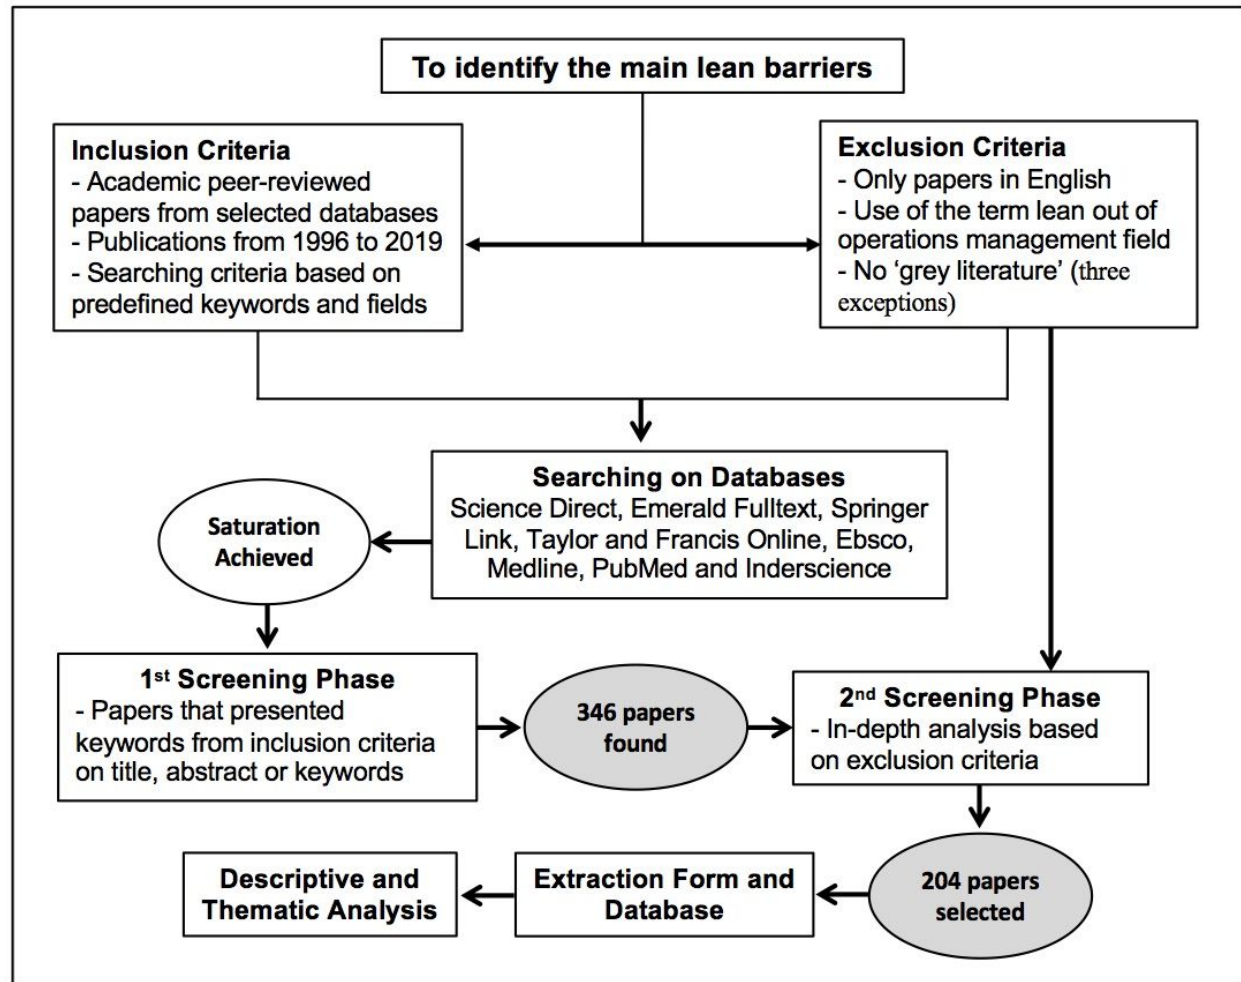 To identify the main lean barriers
Inclusion Criteria
- Academic peer-reviewed
papers from selected databases
- Publications from 1996 to 2019
- Searching criteria based on
predefined keywords and fields
Exclusion Criteria
- Only papers in English
- Use of the term lean out of
operations management field
- No ‘grey literature’ (three
exceptions)
Searching on Databases
Science Direct, Emerald Fulltext, Springer
Link, Taylor and Francis Online, Ebsco,
Medline, PubMed and Inderscience
Saturation
Achieved
1st Screening Phase
- Papers that presented
keywords from inclusion criteria
on title, abstract or keywords
346 papers
found
2nd Screening Phase
- In-depth analysis based
on exclusion criteria
204 papers
selected
Extraction Form and
Database
Descriptive and
Thematic Analysis